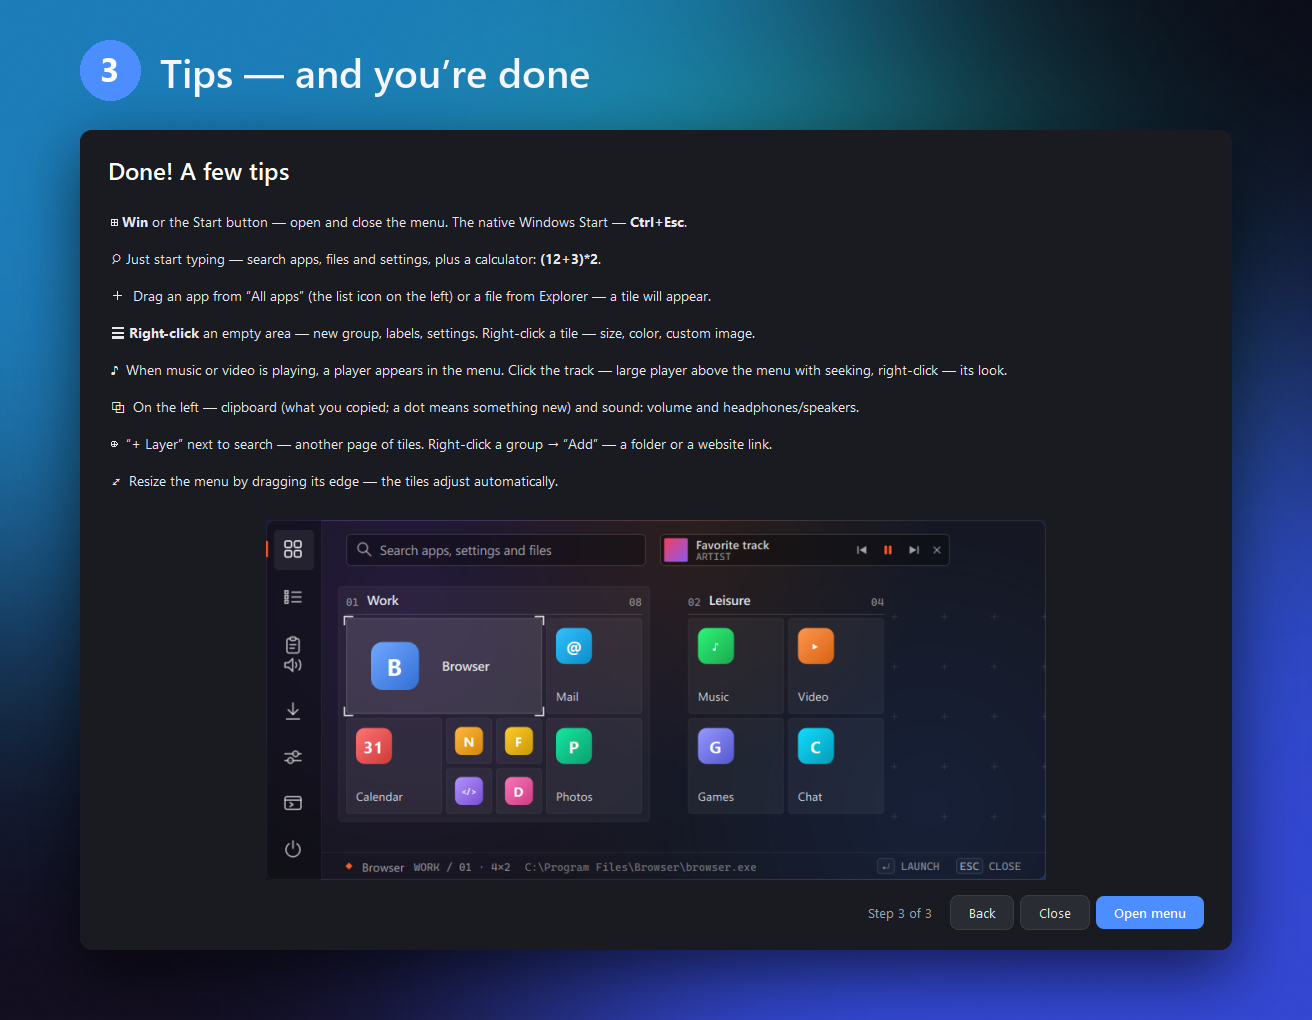 3 Tips — and you’re done
Done! A few tips
⊞ Win or the Start button — open and close the menu. The native Windows Start — Ctrl+Esc.
Just start typing — search apps, files and settings, plus a calculator: (12+3)*2.
+ Drag an app from “All apps” (the list icon on the left) or a file from Explorer — a tile will appear.
☰ Right-click an empty area — new group, labels, settings. Right-click a tile — size, color, custom image.
♪ When music or video is playing, a player appears in the menu. Click the track — large player above the menu with seeking, right-click — its look.
On the left — clipboard (what you copied; a dot means something new) and sound: volume and headphones/speakers.
⊕ “+ Layer” next to search — another page of tiles. Right-click a group → “Add” — a folder or a website link.
Resize the menu by dragging its edge — the tiles adjust automatically.
Search apps, settings and files
Favorite track
ARTIST
01 Work 08
02 Leisure 04
B Browser
@
Mail
♪
Music
Video
31
Calendar
N
F
</>
D
P
Photos
G
Games
C
Chat
Browser WORK / 01 · 4×2 C:\Program Files\Browser\browser.exe
↵ LAUNCH ESC CLOSE
Step 3 of 3 Back Close Open menu